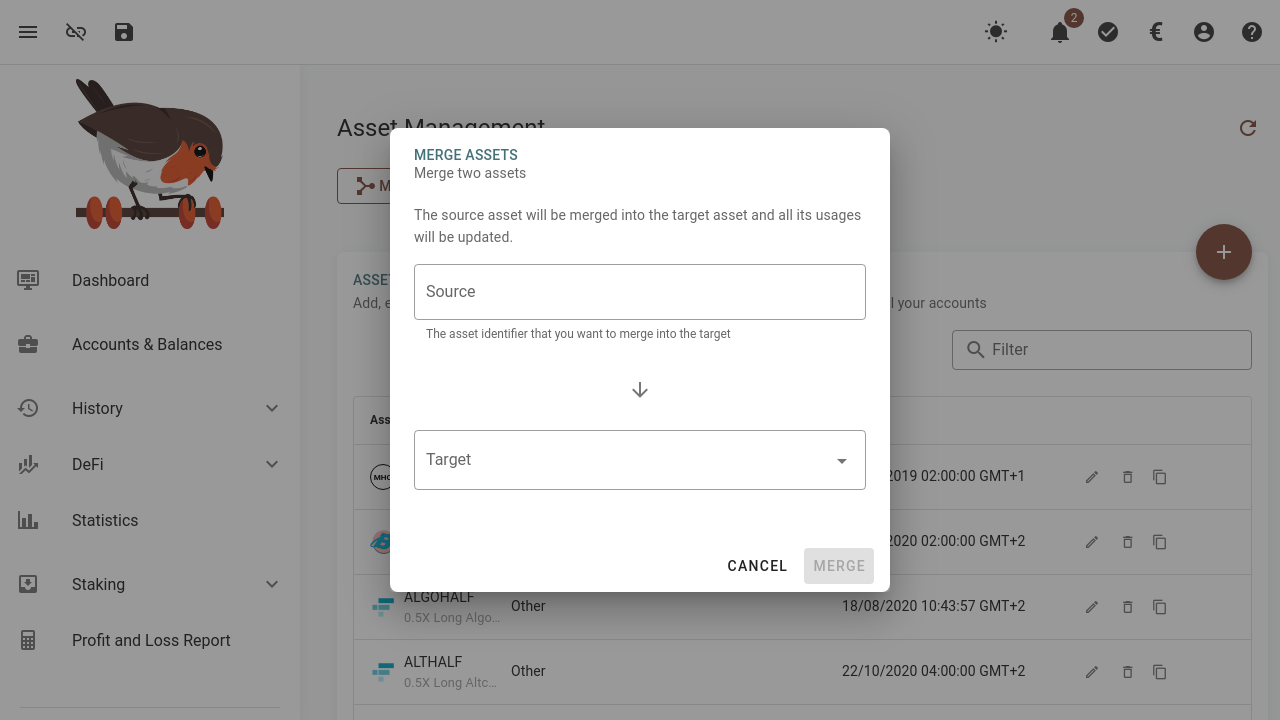 2
Asset Management
M
MERGE ASSETS
Merge two assets
The source asset will be merged into the target asset and all its usages
will be updated.
Source
The asset identifier that you want to merge into the target
Target
CANCEL
MERGE
Dashboard
Accounts & Balances
History
DeFi
Statistics
Staking
Profit and Loss Report
ASSE
Add, e
l your accounts
Filter
Ass
2019 02:00:00 GMT+1
2020 02:00:00 GMT+2
ALGOHALF
0.5X Long Algo...
Other
18/08/2020 10:43:57 GMT+2
ALTHALF
0.5X Long Altc...
Other
22/10/2020 04:00:00 GMT+2